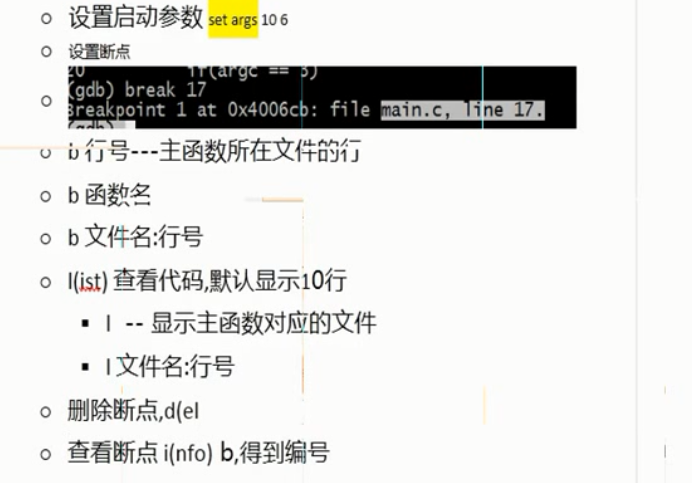 设置启动参数 set args 10 6
设置断点
20 if(argc == 3)
(gdb) break 17
Breakpoint 1 at 0x4006cb: file main.c, line 17.
(gdb)
b 行号---主函数所在文件的行
b 函数名
b 文件名:行号
l(ist) 查看代码,默认显示10行
l -- 显示主函数对应的文件
l 文件名:行号
删除断点,d(el
查看断点 i(nfo) b,得到编号